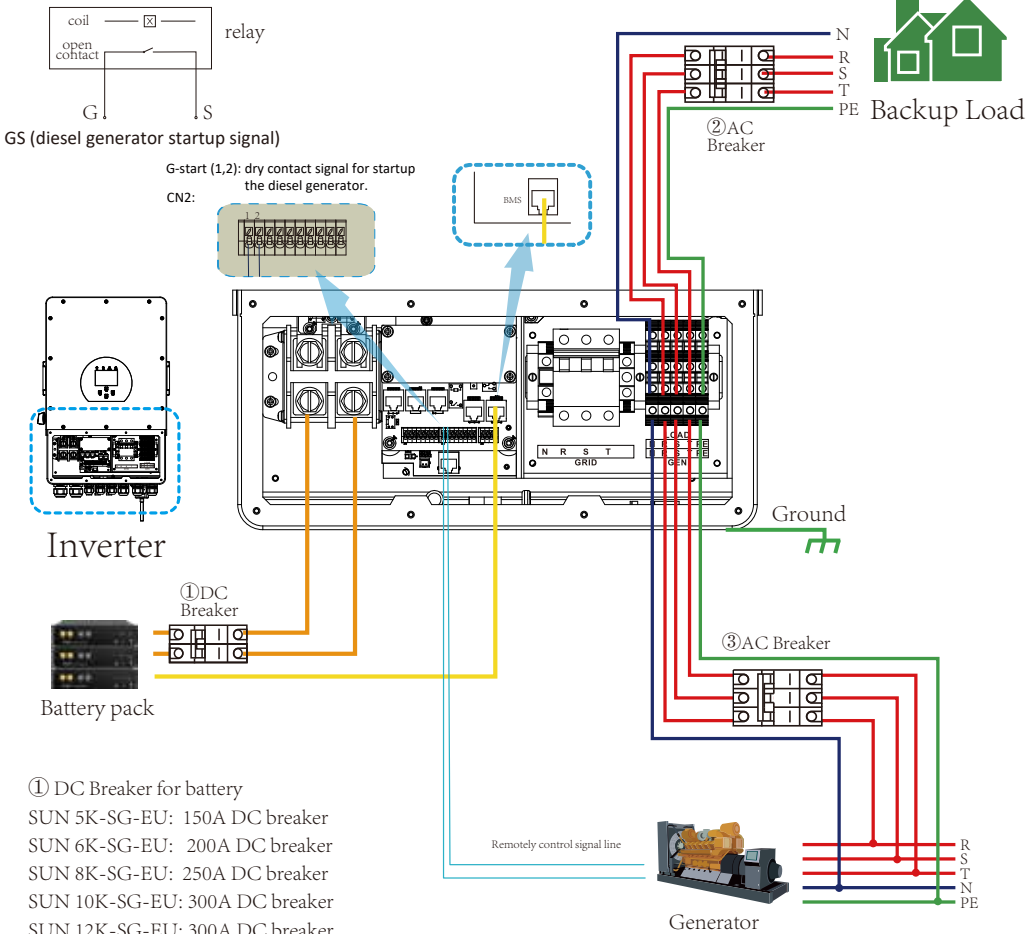 coil
relay
open
contact
G
S
GS (diesel generator startup signal)
G-start (1,2): dry contact signal for startup
the diesel generator.
CN2:
1 2
BMS
N
R
S
T
PE
Backup Load
②AC
Breaker
LOAD
N R S T PE
N R S T PE
GRID
GEN
N R S T
Inverter
Ground
①DC
Breaker
③AC Breaker
Battery pack
① DC Breaker for battery
SUN 5K-SG-EU: 150A DC breaker
SUN 6K-SG-EU: 200A DC breaker
SUN 8K-SG-EU: 250A DC breaker
SUN 10K-SG-EU: 300A DC breaker
SUN 12K-SG-EU: 300A DC breaker
Remotely control signal line
Generator
R
S
T
N
PE